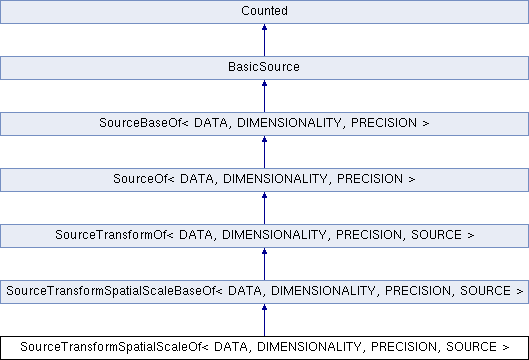 Counted
BasicSource
SourceBaseOf< DATA, DIMENSIONALITY, PRECISION >
SourceOf< DATA, DIMENSIONALITY, PRECISION >
SourceTransformOf< DATA, DIMENSIONALITY, PRECISION, SOURCE >
SourceTransformSpatialScaleBaseOf< DATA, DIMENSIONALITY, PRECISION, SOURCE >
SourceTransformSpatialScaleOf< DATA, DIMENSIONALITY, PRECISION, SOURCE >